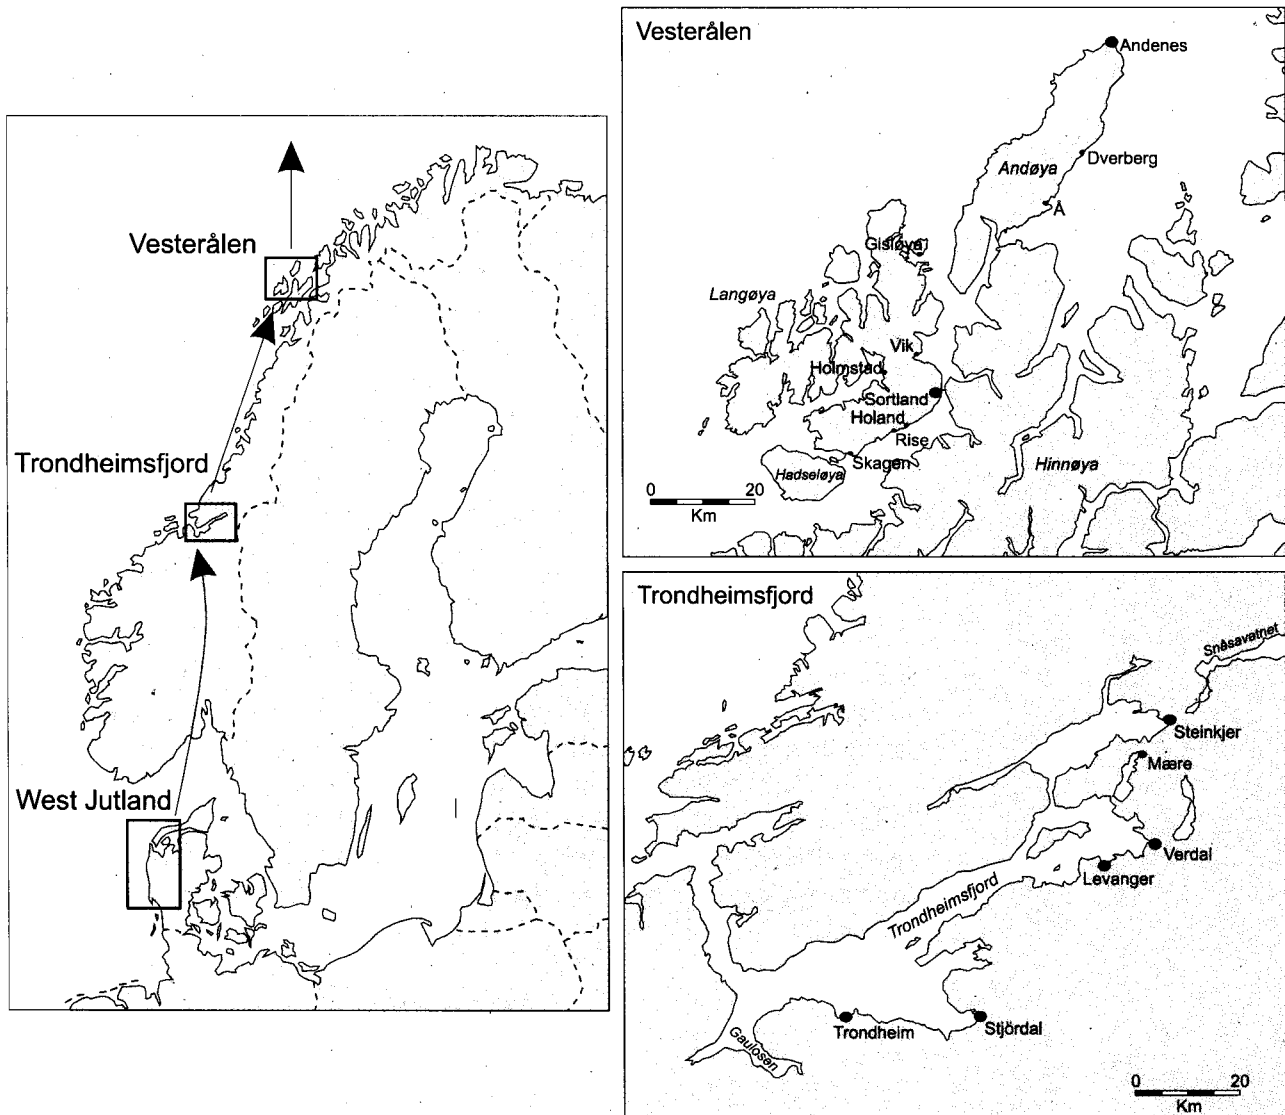 Vesterålen
Trondheimsfjord
West Jutland
Vesterålen
Andenes
Dverberg
Andøya
Å
Gisløya
Langøya
Vik
Holmstad
Sortland
Holand
Rise
Skagen
Hadseløya
Hinnøya
0 20
Km
Trondheimsfjord
Snåsavatnet
Steinkjer
Mære
Verdal
Levanger
Trondheimsfjord
Trondheim
Stjördal
Gaulosen
0 20
Km